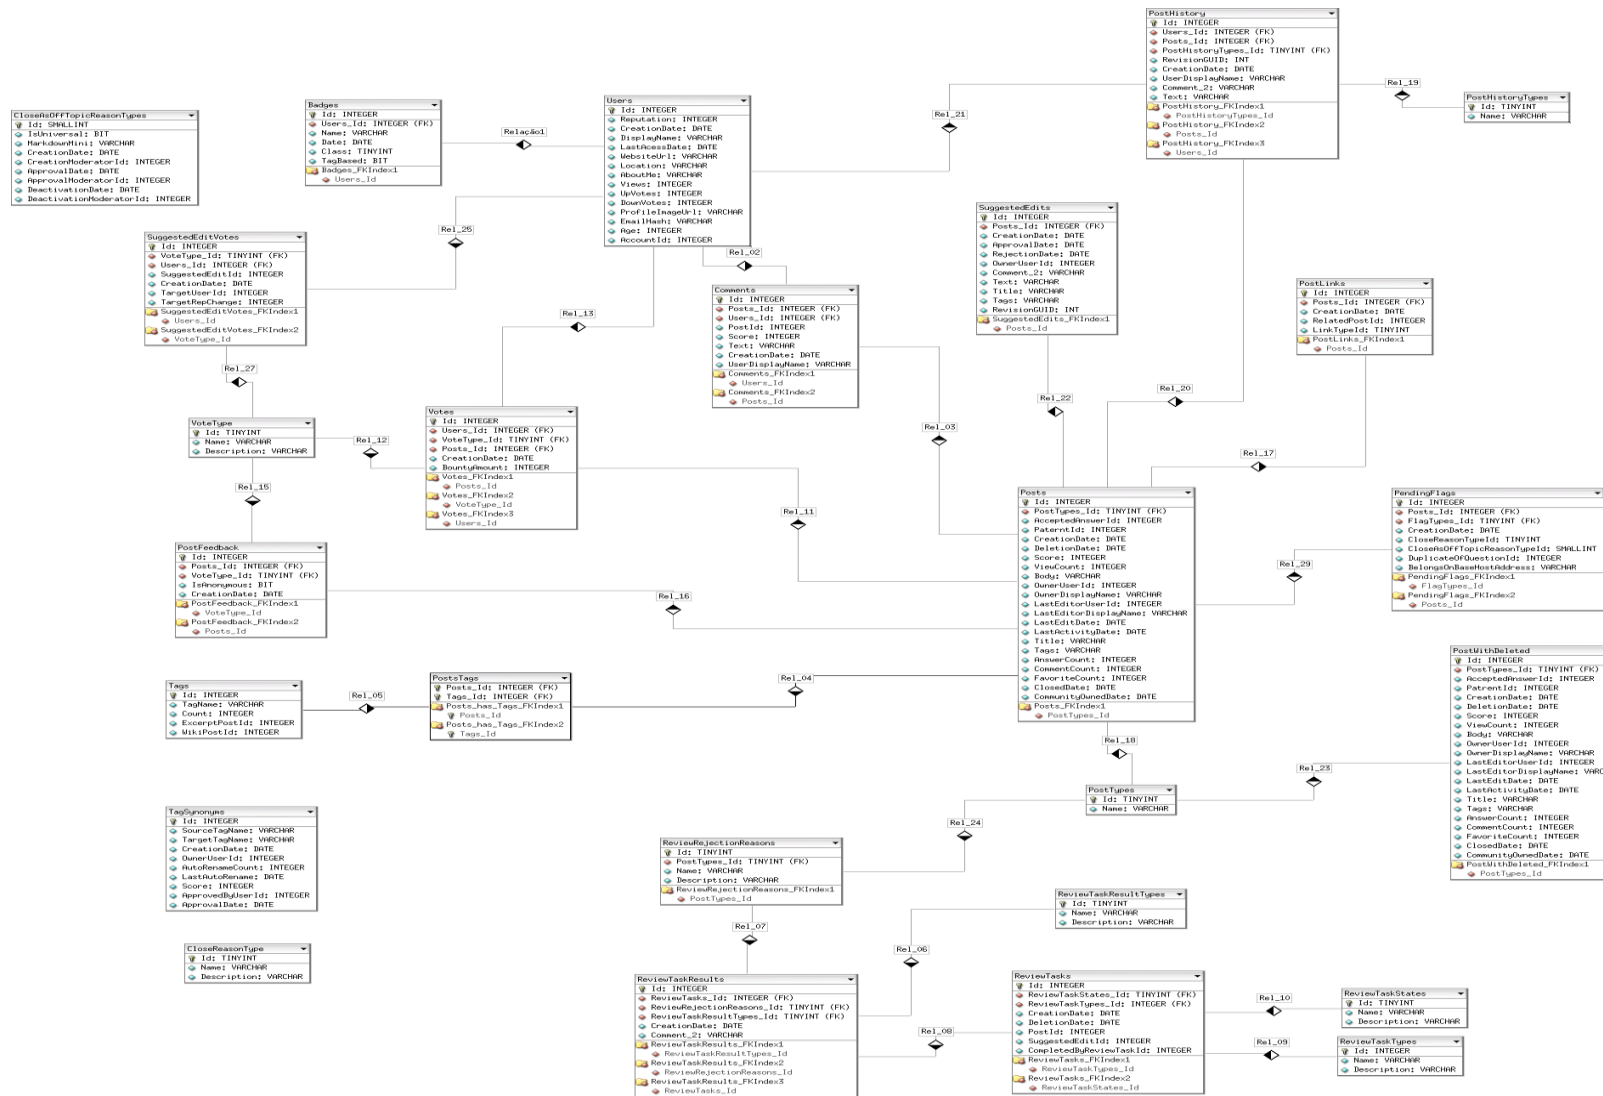 PostHistory
Id: INTEGER
Users_Id: INTEGER (FK)
Posts_Id: INTEGER (FK)
PostHistoryTypes_Id: TINYINT (FK)
RevisionGUID: INT
CreationDate: DATE
UserDisplayName: VARCHAR
Comment_2: VARCHAR
Text: VARCHAR
PostHistory_FKIndex1
PostHistoryTypes_Id
PostHistory_FKIndex2
Posts_Id
PostHistory_FKIndex3
Users_Id
Rel_19
PostHistoryTypes
Id: TINYINT
Name: VARCHAR
CloseAsOffTopicReasonTypes
Id: SMALLINT
IsUniversal: BIT
MarkdownMini: VARCHAR
CreationDate: DATE
CreationModeratorId: INTEGER
ApprovalDate: DATE
ApprovalModeratorId: INTEGER
DeactivationDate: DATE
DeactivationModeratorId: INTEGER
Badges
Id: INTEGER
Users_Id: INTEGER (FK)
Name: VARCHAR
Date: DATE
Class: TINYINT
TagBased: BIT
Badges_FKIndex1
Users_Id
Relação1
Users
Id: INTEGER
Reputation: INTEGER
CreationDate: DATE
DisplayName: VARCHAR
LastAcessDate: DATE
WebsiteUrl: VARCHAR
Location: VARCHAR
AboutMe: VARCHAR
Views: INTEGER
UpVotes: INTEGER
DownVotes: INTEGER
ProfileImageUrl: VARCHAR
EmailHash: VARCHAR
Age: INTEGER
AccountId: INTEGER
Rel_21
SuggestedEditVotes
Id: INTEGER
VoteType_Id: TINYINT (FK)
Users_Id: INTEGER (FK)
SuggestedEditId: INTEGER
CreationDate: DATE
TargetUserId: INTEGER
TargetRepChange: INTEGER
SuggestedEditVotes_FKIndex1
Users_Id
SuggestedEditVotes_FKIndex2
VoteType_Id
Rel_25
Rel_02
SuggestedEdits
Id: INTEGER
Posts_Id: INTEGER (FK)
CreationDate: DATE
ApprovalDate: DATE
RejectionDate: DATE
OwnerUserId: INTEGER
Comment_2: VARCHAR
Text: VARCHAR
Title: VARCHAR
Tags: VARCHAR
RevisionGUID: INT
SuggestedEdits_FKIndex1
Posts_Id
Comments
Id: INTEGER
Posts_Id: INTEGER (FK)
Users_Id: INTEGER (FK)
PostId: INTEGER
Score: INTEGER
Text: VARCHAR
CreationDate: DATE
UserDisplayName: VARCHAR
Comments_FKIndex1
Users_Id
Comments_FKIndex2
Posts_Id
PostLinks
Id: INTEGER
Posts_Id: INTEGER (FK)
CreationDate: DATE
RelatedPostId: INTEGER
LinkTypeId: TINYINT
PostLinks_FKIndex1
Posts_Id
Rel_13
Rel_27
Rel_22
Rel_20
Rel_03
Rel_17
VoteType
Id: TINYINT
Name: VARCHAR
Description: VARCHAR
Rel_12
Votes
Id: INTEGER
Users_Id: INTEGER (FK)
VoteType_Id: TINYINT (FK)
Posts_Id: INTEGER (FK)
CreationDate: DATE
BountyAmount: INTEGER
Votes_FKIndex1
Posts_Id
Votes_FKIndex2
VoteType_Id
Votes_FKIndex3
Users_Id
Rel_15
Rel_11
Posts
Id: INTEGER
PostTypes_Id: TINYINT (FK)
AcceptedAnswerId: INTEGER
PaterntId: INTEGER
CreationDate: DATE
DeletionDate: DATE
Score: INTEGER
ViewCount: INTEGER
Body: VARCHAR
OwnerUserId: INTEGER
OwnerDisplayName: VARCHAR
LastEditorUserId: INTEGER
LastEditorDisplayName: VARCHAR
LastEditDate: DATE
LastActivityDate: DATE
Title: VARCHAR
Tags: VARCHAR
AnswerCount: INTEGER
CommentCount: INTEGER
FavoriteCount: INTEGER
ClosedDate: DATE
CommunityOwnedDate: DATE
Posts_FKIndex1
PostTypes_Id
PendingFlags
Id: INTEGER
Posts_Id: INTEGER (FK)
FlagTypes_Id: TINYINT (FK)
CreationDate: DATE
CloseReasonTypeId: TINYINT
CloseAsOffTopicReasonTypeId: SMALLINT
DuplicateOfQuestionId: INTEGER
BelongsOnBaseHostAddress: VARCHAR
PendingFlags_FKIndex1
FlagTypes_Id
PendingFlags_FKIndex2
Posts_Id
Rel_29
PostFeedback
Id: INTEGER
Posts_Id: INTEGER (FK)
VoteType_Id: TINYINT (FK)
IsAnonymous: BIT
CreationDate: DATE
PostFeedback_FKIndex1
VoteType_Id
PostFeedback_FKIndex2
Posts_Id
Rel_16
PostWithDeleted
Id: INTEGER
PostTypes_Id: TINYINT (FK)
AcceptedAnswerId: INTEGER
PatrentId: INTEGER
CreationDate: DATE
DeletionDate: DATE
Score: INTEGER
ViewCount: INTEGER
Body: VARCHAR
OwnerUserId: INTEGER
OwnerDisplayName: VARCHAR
LastEditorUserId: INTEGER
LastEditorDisplayName: VARC
LastEditDate: DATE
LastActivityDate: DATE
Title: VARCHAR
Tags: VARCHAR
AnswerCount: INTEGER
CommentCount: INTEGER
FavoriteCount: INTEGER
ClosedDate: DATE
CommunityOwnedDate: DATE
PostWithDeleted_FKIndex1
PostTypes_Id
Tags
Id: INTEGER
TagName: VARCHAR
Count: INTEGER
ExcerptPostId: INTEGER
WikiPostId: INTEGER
Rel_05
PostsTags
Posts_Id: INTEGER (FK)
Tags_Id: INTEGER (FK)
Posts_has_Tags_FKIndex1
Posts_Id
Posts_has_Tags_FKIndex2
Tags_Id
Rel_04
Rel_18
Rel_23
PostTypes
Id: TINYINT
Name: VARCHAR
Rel_24
TagSynonyms
Id: INTEGER
SourceTagName: VARCHAR
TargetTagName: VARCHAR
CreationDate: DATE
OwnerUserId: INTEGER
AutoRenameCount: INTEGER
LastAutoRename: DATE
Score: INTEGER
ApprovedByUserId: INTEGER
ApprovalDate: DATE
ReviewRejectionReasons
Id: TINYINT
PostTypes_Id: TINYINT (FK)
Name: VARCHAR
Description: VARCHAR
ReviewRejectionReasons_FKIndex1
PostTypes_Id
ReviewTaskResultTypes
Id: TINYINT
Name: VARCHAR
Description: VARCHAR
Rel_07
Rel_06
CloseReasonType
Id: TINYINT
Name: VARCHAR
Description: VARCHAR
ReviewTaskResults
Id: INTEGER
ReviewTasks_Id: INTEGER (FK)
ReviewRejectionReasons_Id: TINYINT (FK)
ReviewTaskResultTypes_Id: TINYINT (FK)
CreationDate: DATE
Comment_2: VARCHAR
ReviewTaskResults_FKIndex1
ReviewTaskResultTypes_Id
ReviewTaskResults_FKIndex2
ReviewRejectionReasons_Id
ReviewTaskResults_FKIndex3
ReviewTasks_Id
Rel_08
ReviewTasks
Id: INTEGER
ReviewTaskStates_Id: TINYINT (FK)
ReviewTaskTypes_Id: INTEGER (FK)
CreationDate: DATE
DeletionDate: DATE
PostId: INTEGER
SuggestedEditId: INTEGER
CompletedByReviewTaskId: INTEGER
ReviewTasks_FKIndex1
ReviewTaskTypes_Id
ReviewTasks_FKIndex2
ReviewTaskStates_Id
Rel_10
ReviewTaskStates
Id: TINYINT
Name: VARCHAR
Description: VARCHAR
Rel_09
ReviewTaskTypes
Id: INTEGER
Name: VARCHAR
Description: VARCHAR